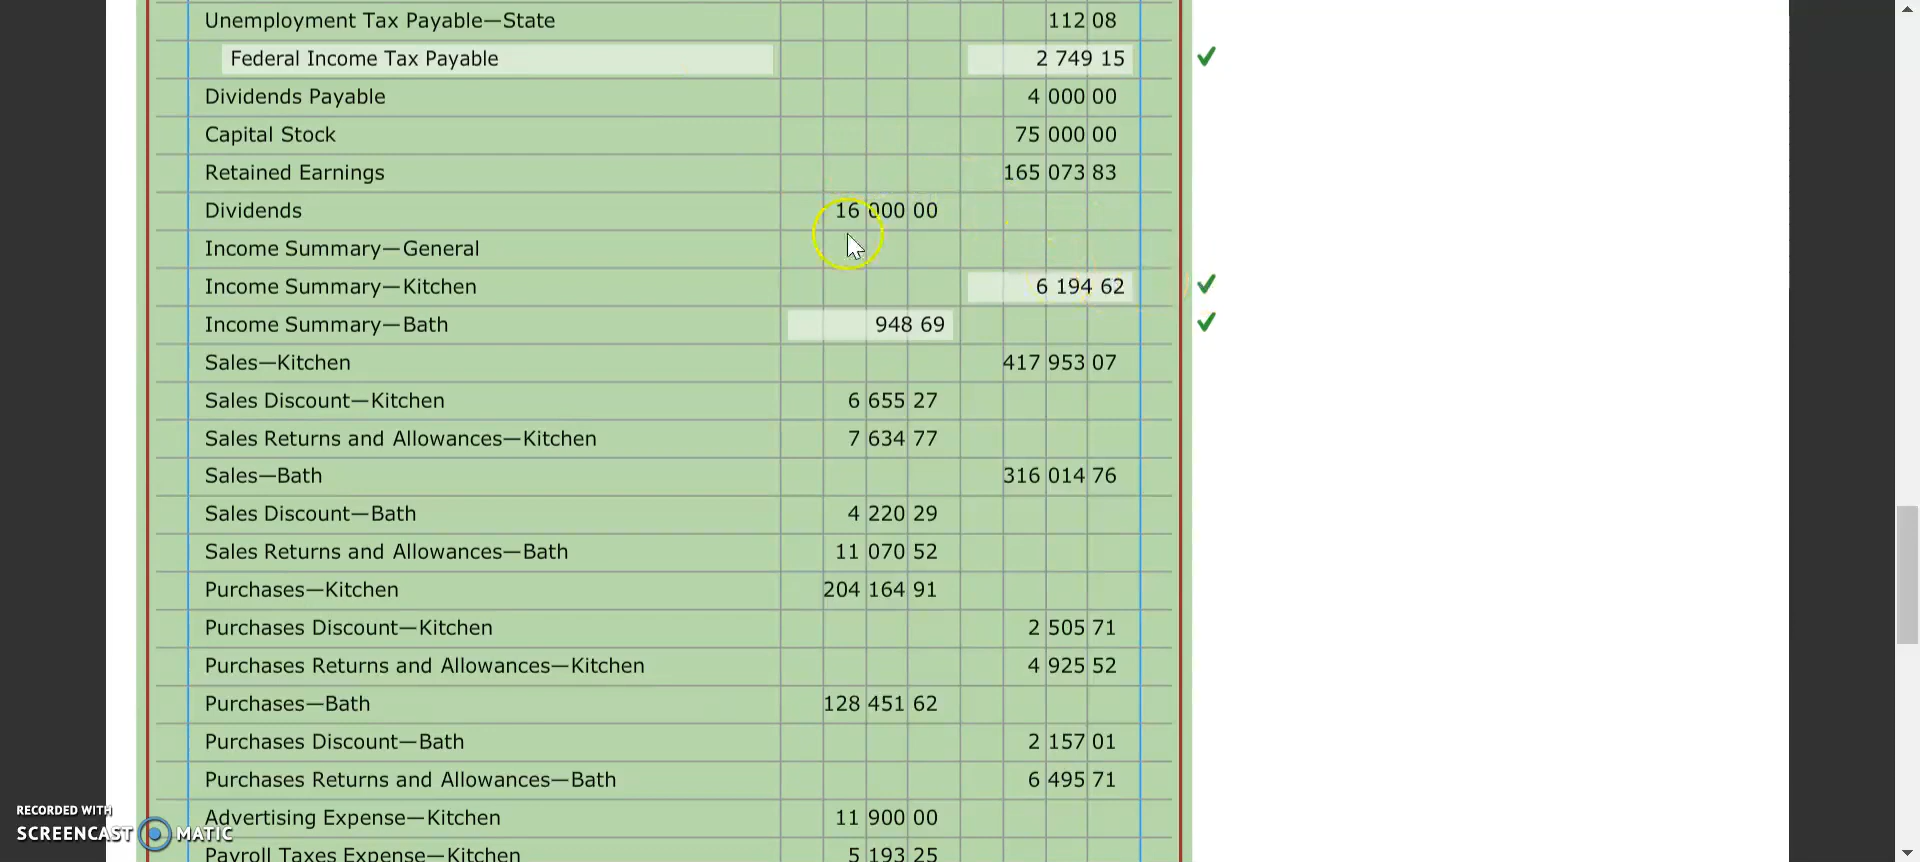 Unemployment Tax Payable—State 112 08
Federal Income Tax Payable 2 749 15
Dividends Payable 4 000 00
Capital Stock 75 000 00
Retained Earnings 165 073 83
Dividends 16 000 00
Income Summary—General
Income Summary—Kitchen 6 194 62
Income Summary—Bath 948 69
Sales—Kitchen 417 953 07
Sales Discount—Kitchen 6 655 27
Sales Returns and Allowances—Kitchen 7 634 77
Sales—Bath 316 014 76
Sales Discount—Bath 4 220 29
Sales Returns and Allowances—Bath 11 070 52
Purchases—Kitchen 204 164 91
Purchases Discount—Kitchen 2 505 71
Purchases Returns and Allowances—Kitchen 4 925 52
Purchases—Bath 128 451 62
Purchases Discount—Bath 2 157 01
Purchases Returns and Allowances—Bath 6 495 71
Advertising Expense—Kitchen 11 900 00
Payroll Taxes Expense—Kitchen 5 193 25
RECORDED WITH
SCREENCAST MATIC